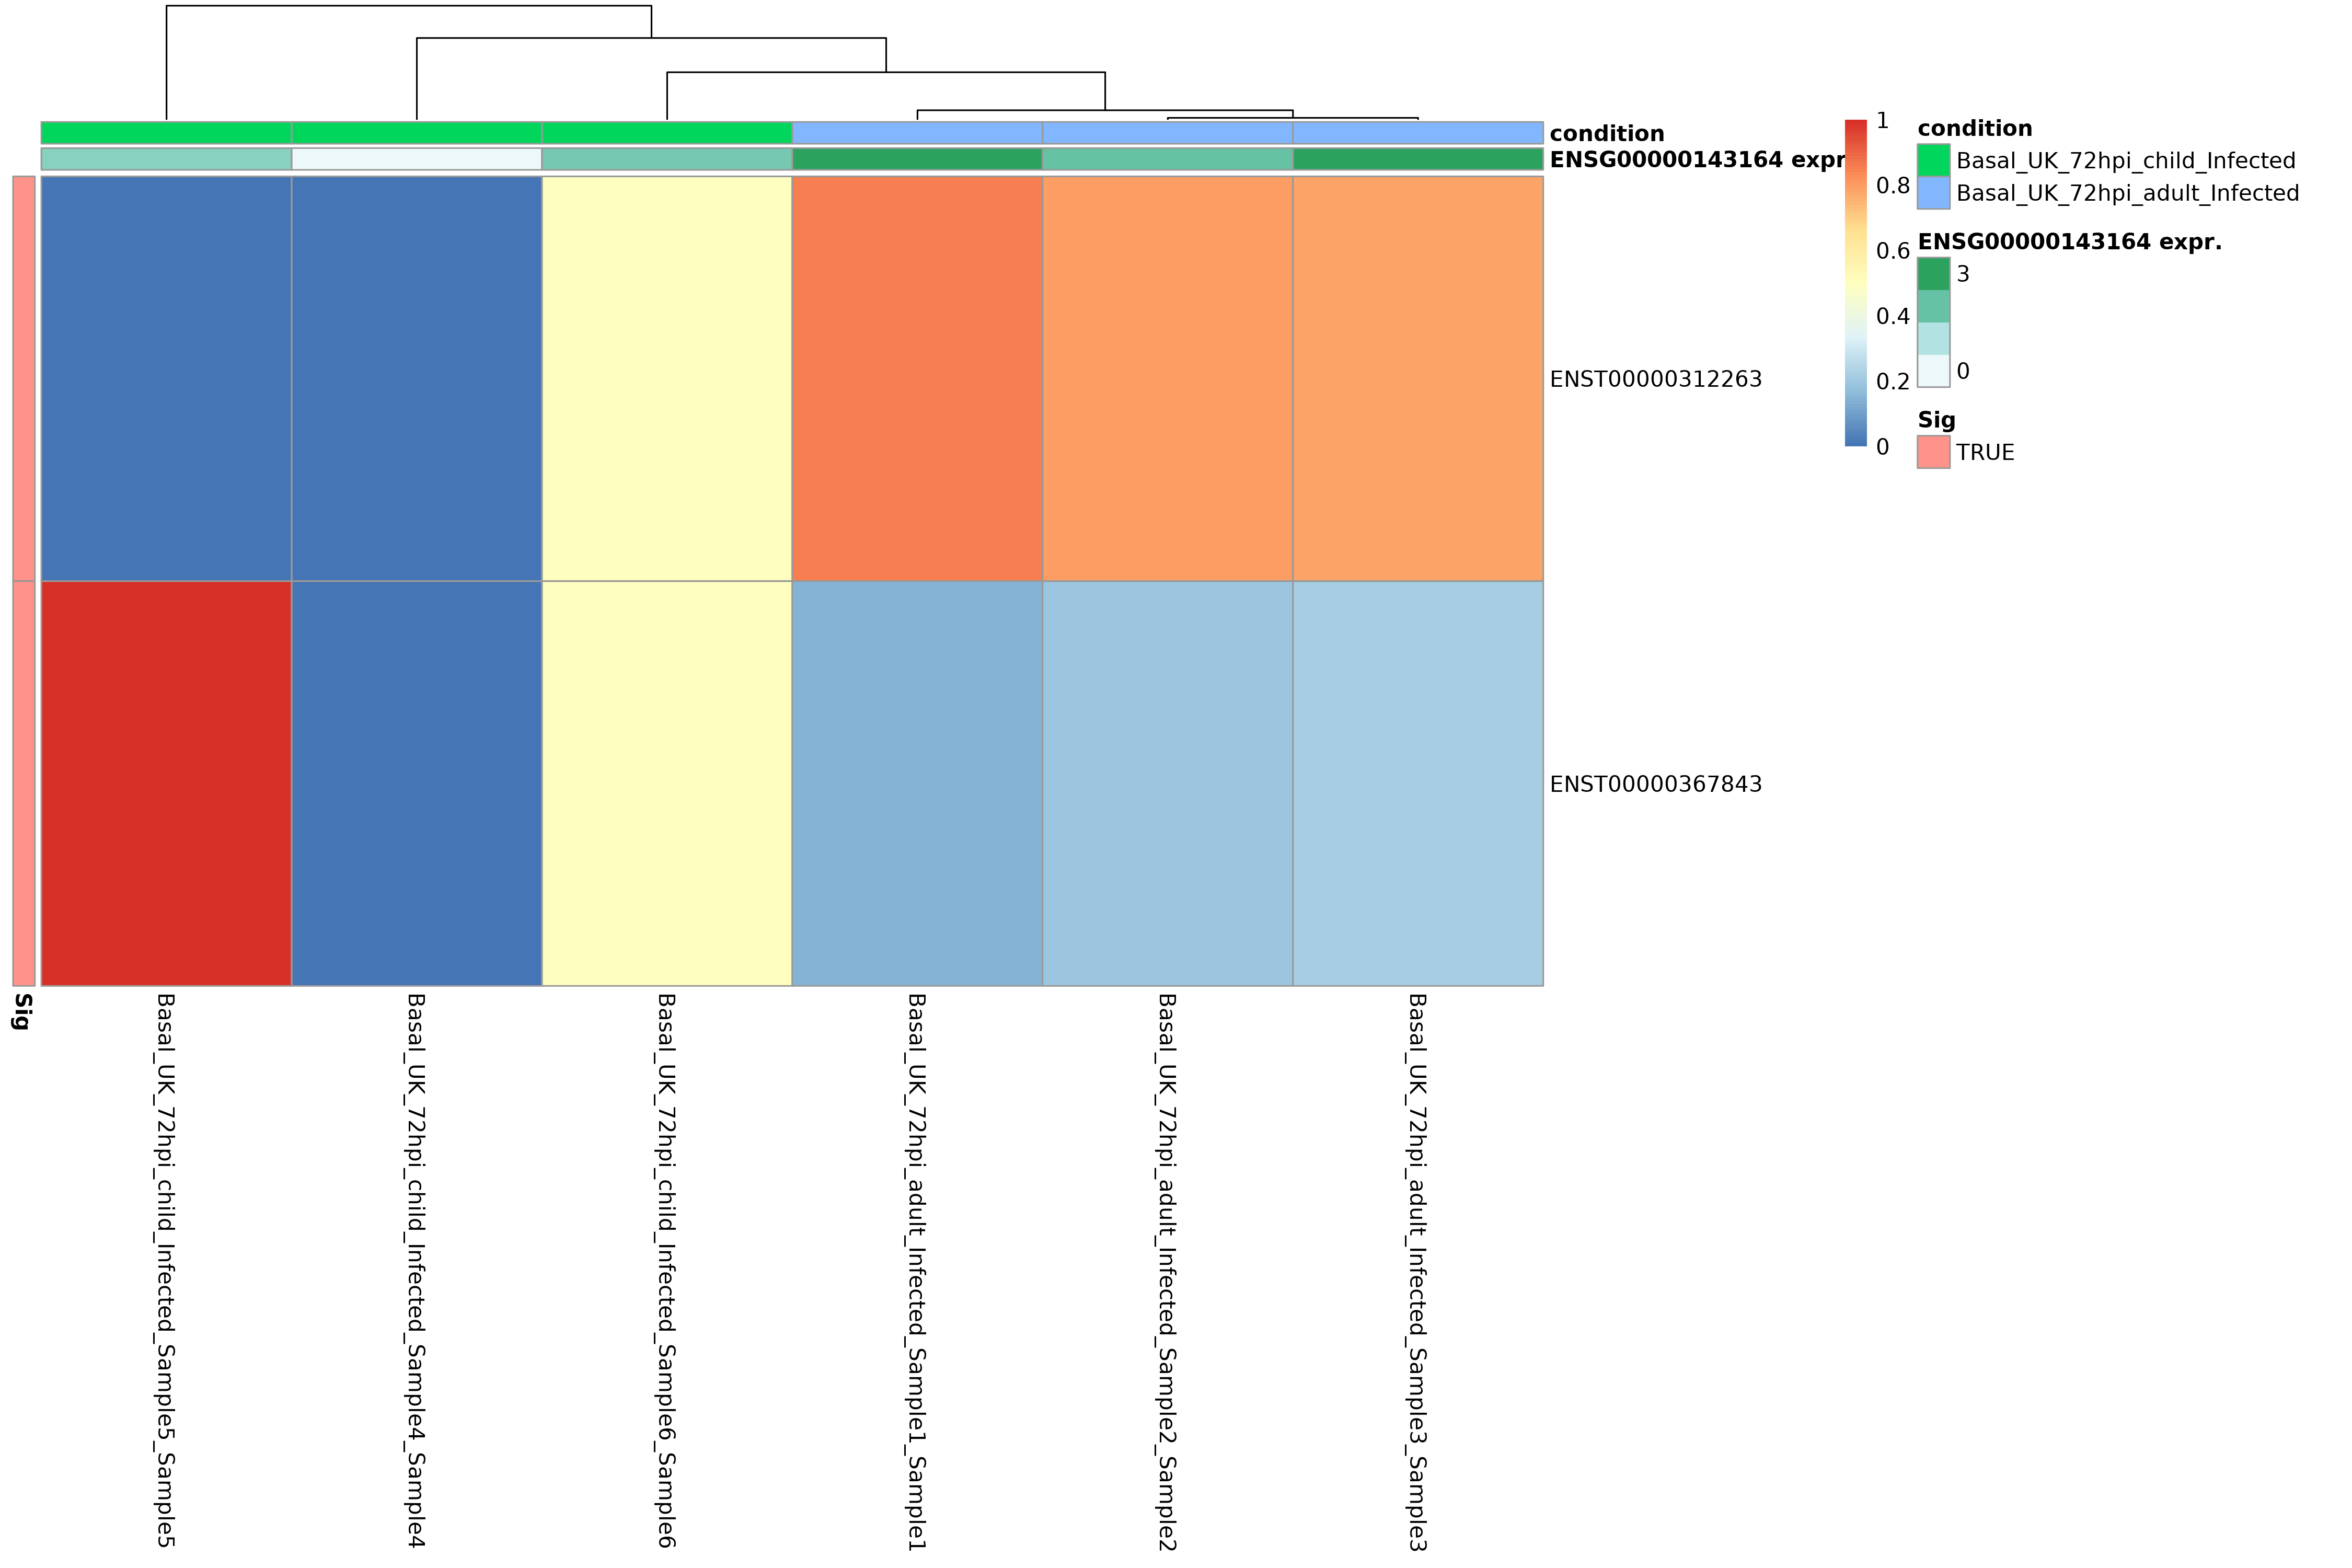 condition
ENSG00000143164 expr
ENST00000312263
ENST00000367843
1
0.8
0.6
0.4
0.2
0
condition
Basal_UK_72hpi_child_Infected
Basal_UK_72hpi_adult_Infected
ENSG00000143164 expr.
3
0
Sig
TRUE
Sig
Basal_UK_72hpi_child_Infected_Sample5_Sample5
Basal_UK_72hpi_child_Infected_Sample4_Sample4
Basal_UK_72hpi_child_Infected_Sample6_Sample6
Basal_UK_72hpi_adult_Infected_Sample1_Sample1
Basal_UK_72hpi_adult_Infected_Sample2_Sample2
Basal_UK_72hpi_adult_Infected_Sample3_Sample3